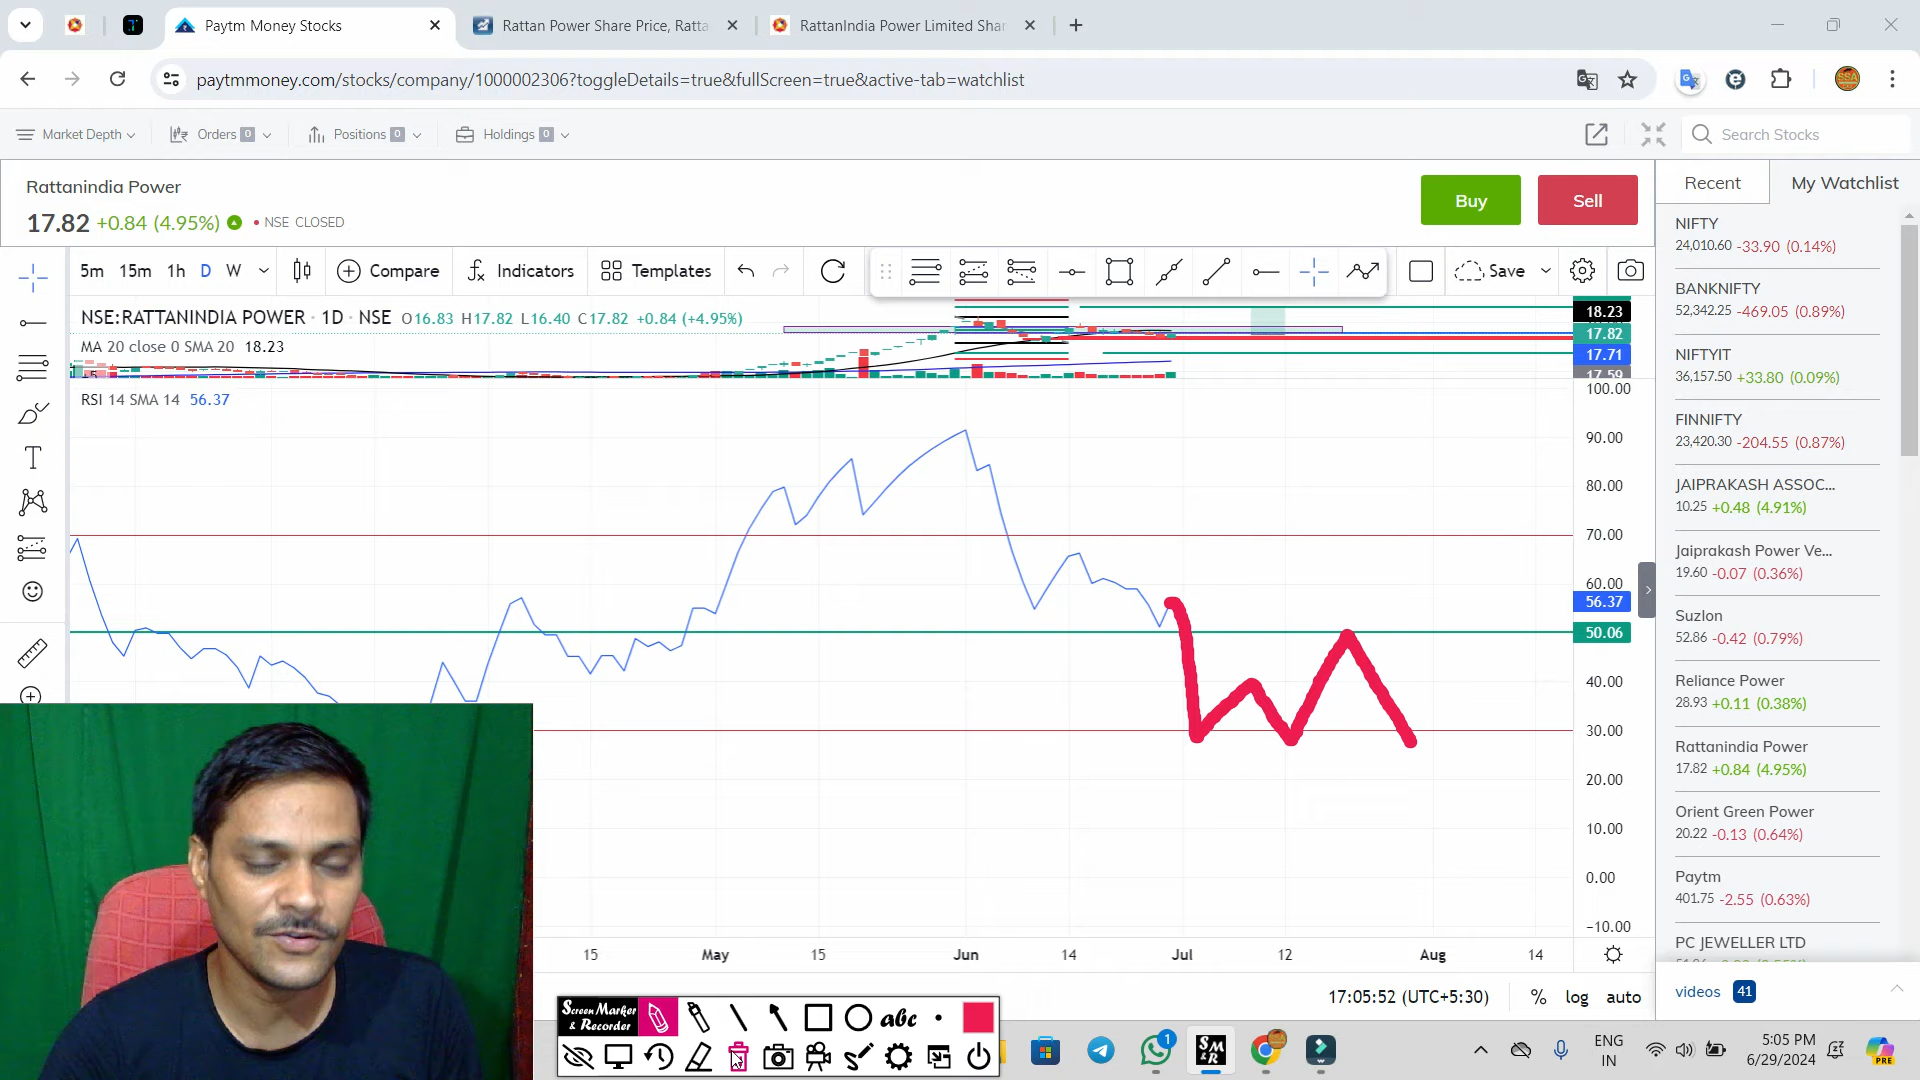 Paytm Money Stocks
Rattan Power Share Price, Ratta
RattanIndia Power Limited Shar
paytmmoney.com/stocks/company/1000002306?toggleDetails=true&fullScreen=true&active-tab=watchlist
Market Depth
Orders 0
Positions 0
Holdings 0
Search Stocks
Rattanindia Power
17.82 +0.84 (4.95%) • NSE CLOSED
Buy
Sell
Recent
My Watchlist
5m 15m 1h D W
Compare
Indicators
Templates
Save
NSE:RATTANINDIA POWER · 1D · NSE O16.83 H17.82 L16.40 C17.82 +0.84 (+4.95%)
MA 20 close 0 SMA 20 18.23
RSI 14 SMA 14 56.37
18.23
17.82
17.71
17.59
100.00
90.00
80.00
70.00
60.00
56.37
50.06
40.00
30.00
20.00
10.00
0.00
−10.00
15 May 15 Jun 14 Jul 12 Aug 14
17:05:52 (UTC+5:30) % log auto
NIFTY
24,010.60 -33.90 (0.14%)
BANKNIFTY
52,342.25 -469.05 (0.89%)
NIFTYIT
36,157.50 +33.80 (0.09%)
FINNIFTY
23,420.30 -204.55 (0.87%)
JAIPRAKASH ASSOC...
10.25 +0.48 (4.91%)
Jaiprakash Power Ve...
19.60 -0.07 (0.36%)
Suzlon
52.86 -0.42 (0.79%)
Reliance Power
28.93 +0.11 (0.38%)
Rattanindia Power
17.82 +0.84 (4.95%)
Orient Green Power
20.22 -0.13 (0.64%)
Paytm
401.75 -2.55 (0.63%)
PC JEWELLER LTD
videos 41
Screen Marker
& Recorder
abc
SM
&R
1
ENG
IN
5:05 PM
6/29/2024
PRE